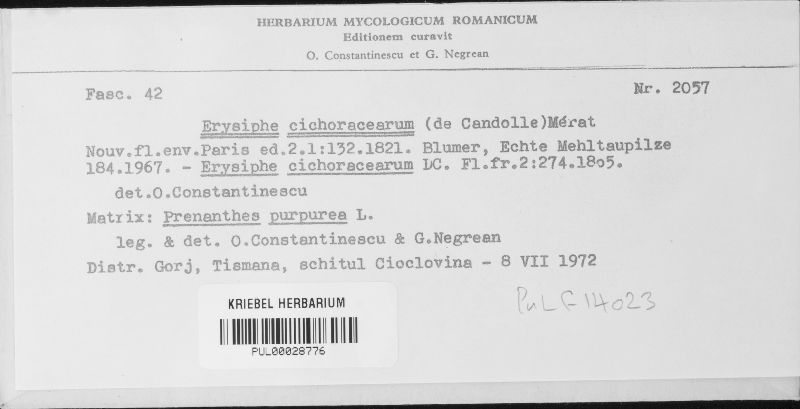 HERBARIUM MYCOLOGICUM ROMANICUM
Editionem curavit
O. Constantinescu et G. Negrean
Fasc. 42 Nr. 2057
Erysiphe cichoracearum (de Candolle)Mérat
Nouv.fl.env.Paris ed.2.1:132.1821. Blumer, Echte Mehltaupilze
184.1967. - Erysiphe cichoracearum DC. Fl.fr.2:274.18o5.
det.O.Constantinescu
Matrix: Prenanthes purpurea L.
leg. & det. O.Constantinescu & G.Negrean
Distr. Gorj, Tismana, schitul Cioclovina - 8 VII 1972
PuL F14023
KRIEBEL HERBARIUM
PUL00028776